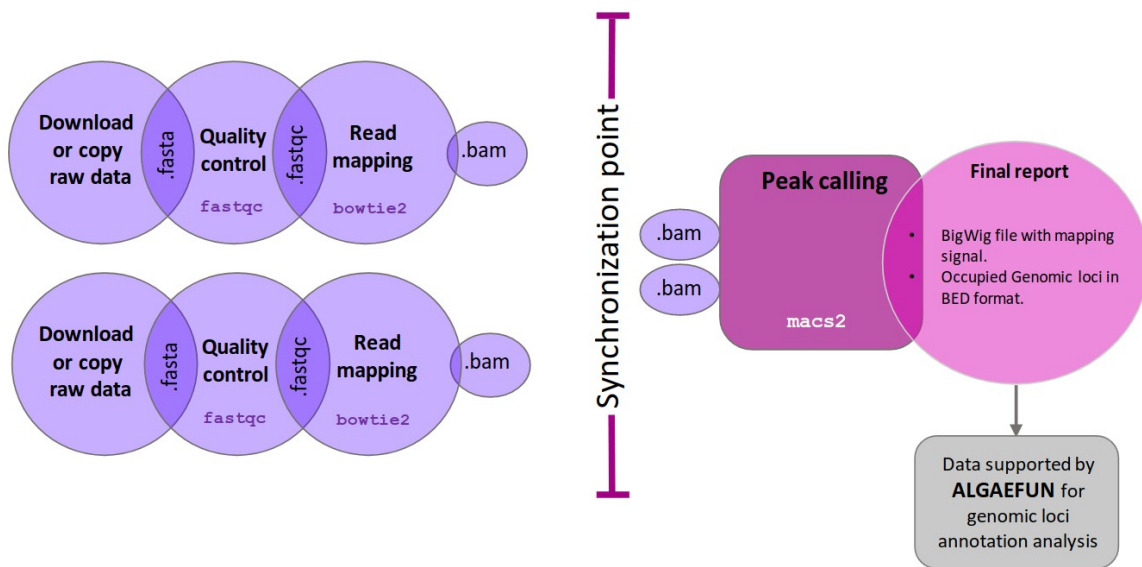 Download
or copy
raw data
.fasta
Quality
control
fastqc
.fastqc
Read
mapping
bowtie2
.bam
Download
or copy
raw data
.fasta
Quality
control
fastqc
.fastqc
Read
mapping
bowtie2
.bam
Synchronization point
.bam
.bam
Peak calling
macs2
Final report
• BigWig file with mapping
signal.
• Occupied Genomic loci in
BED format.
Data supported by
ALGAEFUN for
genomic loci
annotation analysis